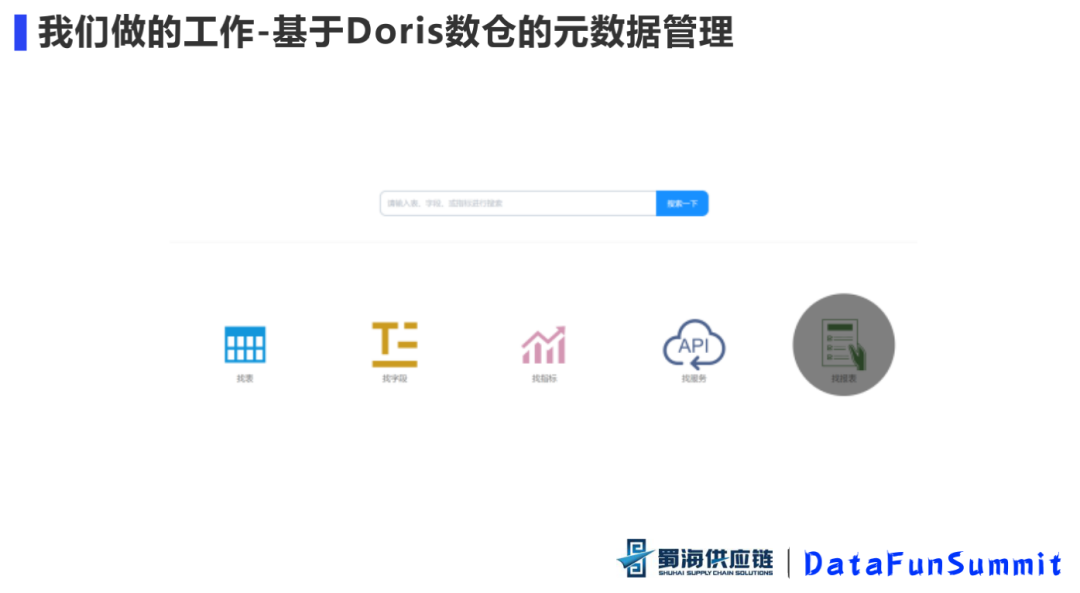 我们做的工作-基于Doris数仓的元数据管理
请输入表、字段、或指标进行搜索
搜索一下
找表
找字段
找指标
API
找服务
找报表
蜀海供应链
SHUHAI SUPPLY CHAIN SOLUTIONS
DataFunSummit